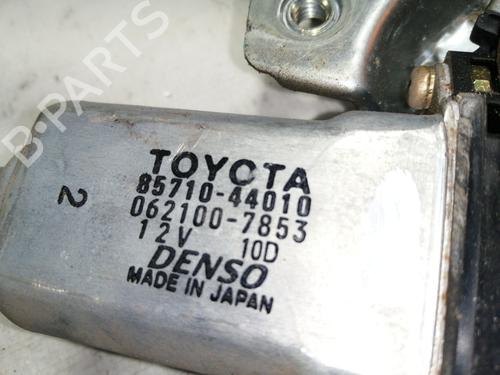 B-Parts
TOYOTA
85710-44010
062100-7853
12V 10D
DENSO
MADE IN JAPAN
2